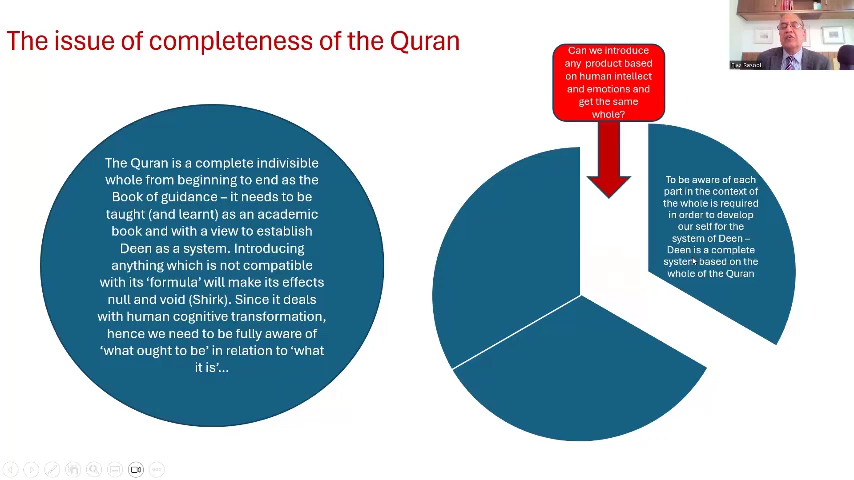 The issue of completeness of the Quran
The Quran is a complete indivisible
whole from beginning to end as the
Book of guidance – it needs to be
taught (and learnt) as an academic
book and with a view to establish
Deen as a system. Introducing
anything which is not compatible
with its ‘formula’ will make its effects
null and void (Shirk). Since it deals
with human cognitive transformation,
hence we need to be fully aware of
‘what ought to be’ in relation to ‘what
it is’...
Can we introduce
any product based
on human intellect
and emotions and
get the same
whole?
To be aware of each
part in the context of
the whole is required
in order to develop
our self for the
system of Deen –
Deen is a complete
system based on the
whole of the Quran